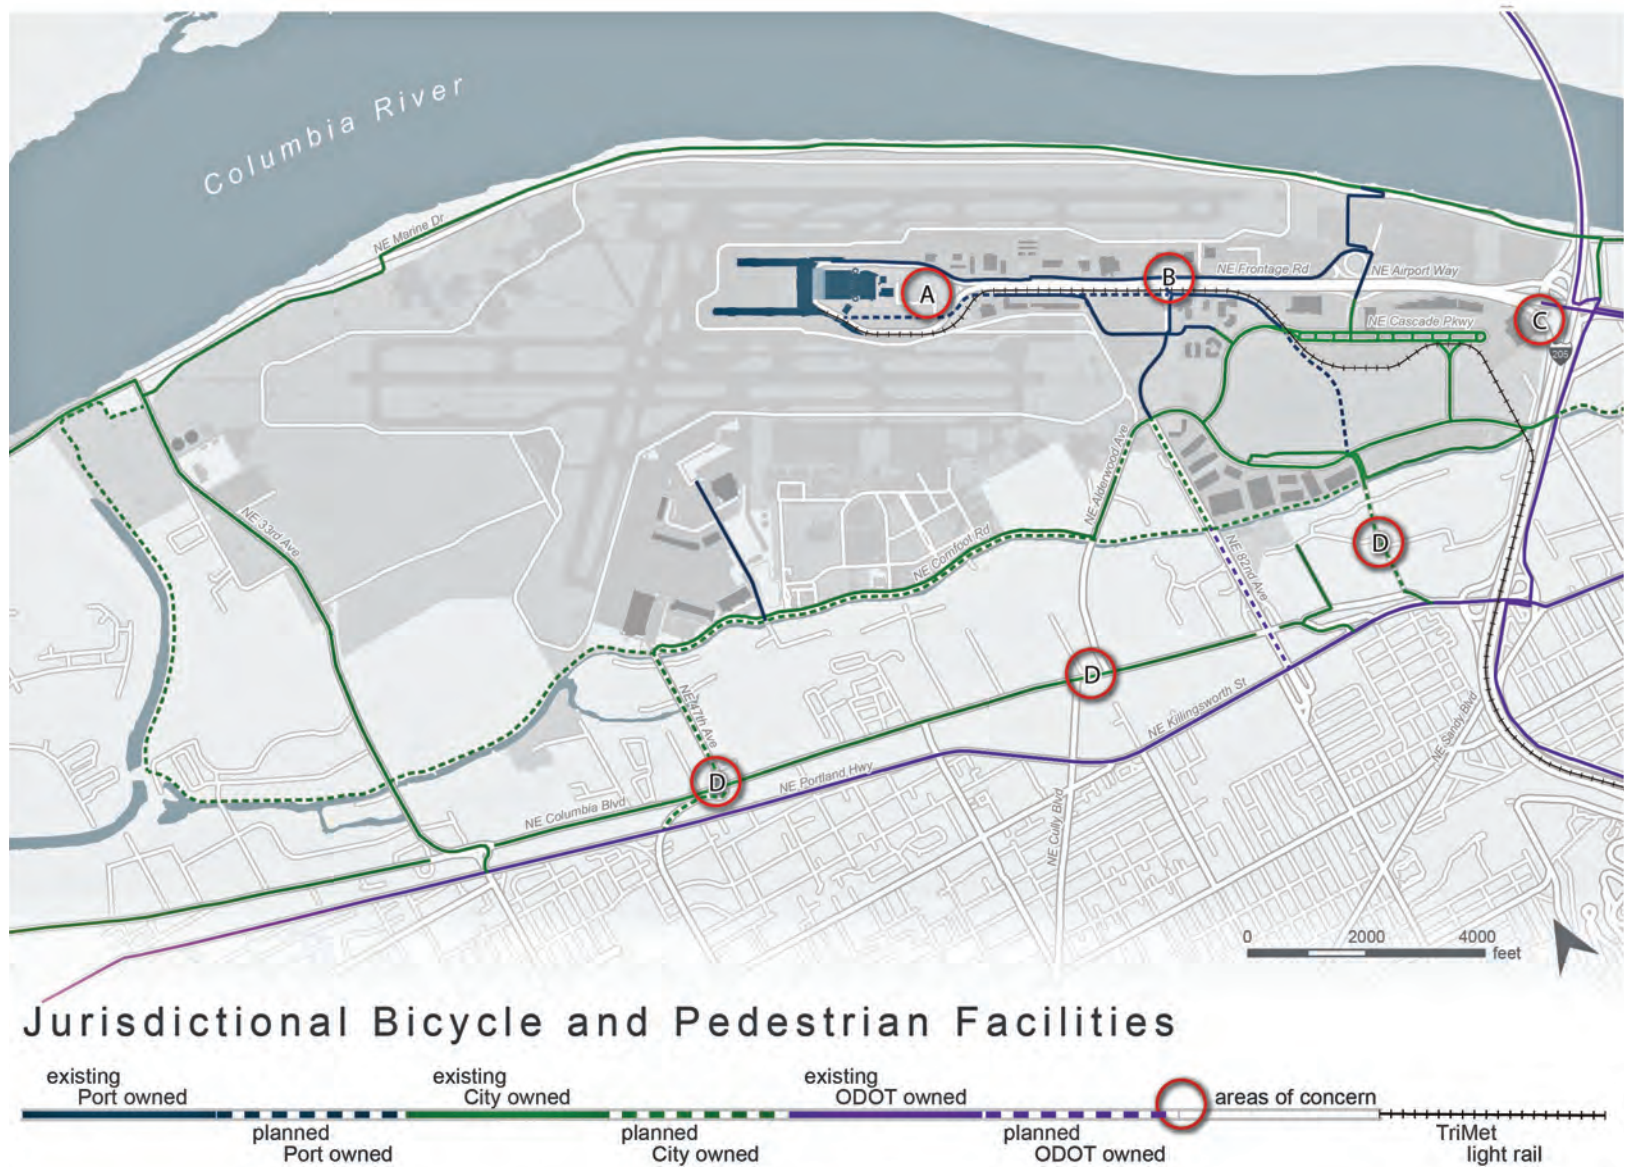 Columbia River
NE Marine Dr
A
B
NE Frontage Rd
NE Airport Way
C
NE Cascade Pkwy
205
NE 33rd Ave
NE Alderwood Ave
NE Cornfoot Rd
NE 82nd Ave
D
D
NE 47th Ave
D
NE Killingsworth St
NE Sandy Blvd
NE Portland Hwy
NE Columbia Blvd
NE Cully Blvd
0 2000 4000
feet
Jurisdictional Bicycle and Pedestrian Facilities
existing
Port owned
existing
City owned
existing
ODOT owned
areas of concern
planned
Port owned
planned
City owned
planned
ODOT owned
TriMet
light rail